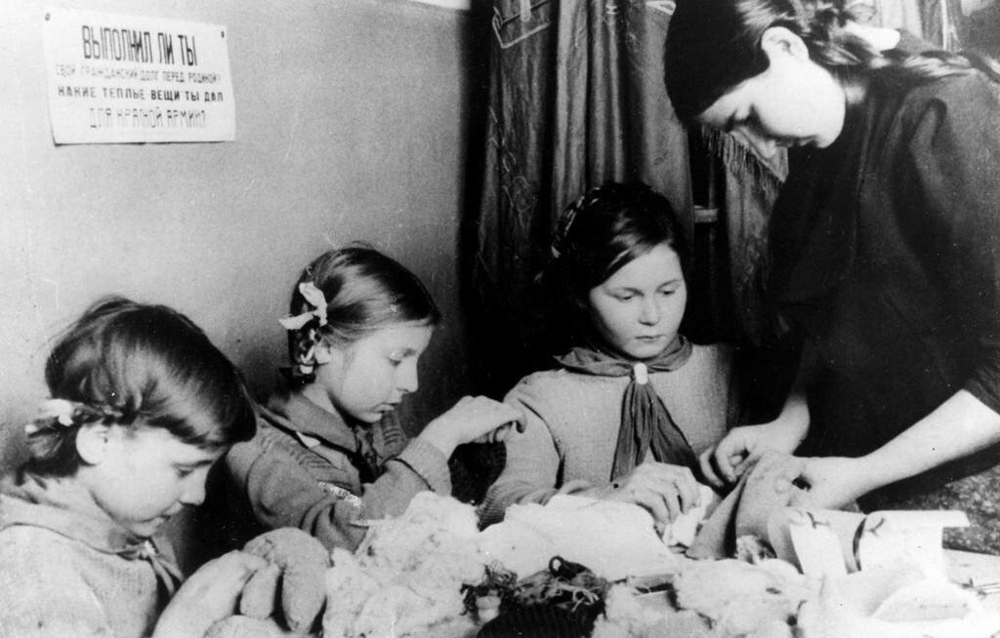 ВЫПОЛНИЛ ЛИ ТЫ
СВОЙ ГРАЖДАНСКИЙ ДОЛГ ПЕРЕД РОДИНОЙ?
КАКИЕ ТЕПЛЫЕ ВЕЩИ ТЫ ДАЛ
ДЛЯ КРАСНОЙ АРМИИ?